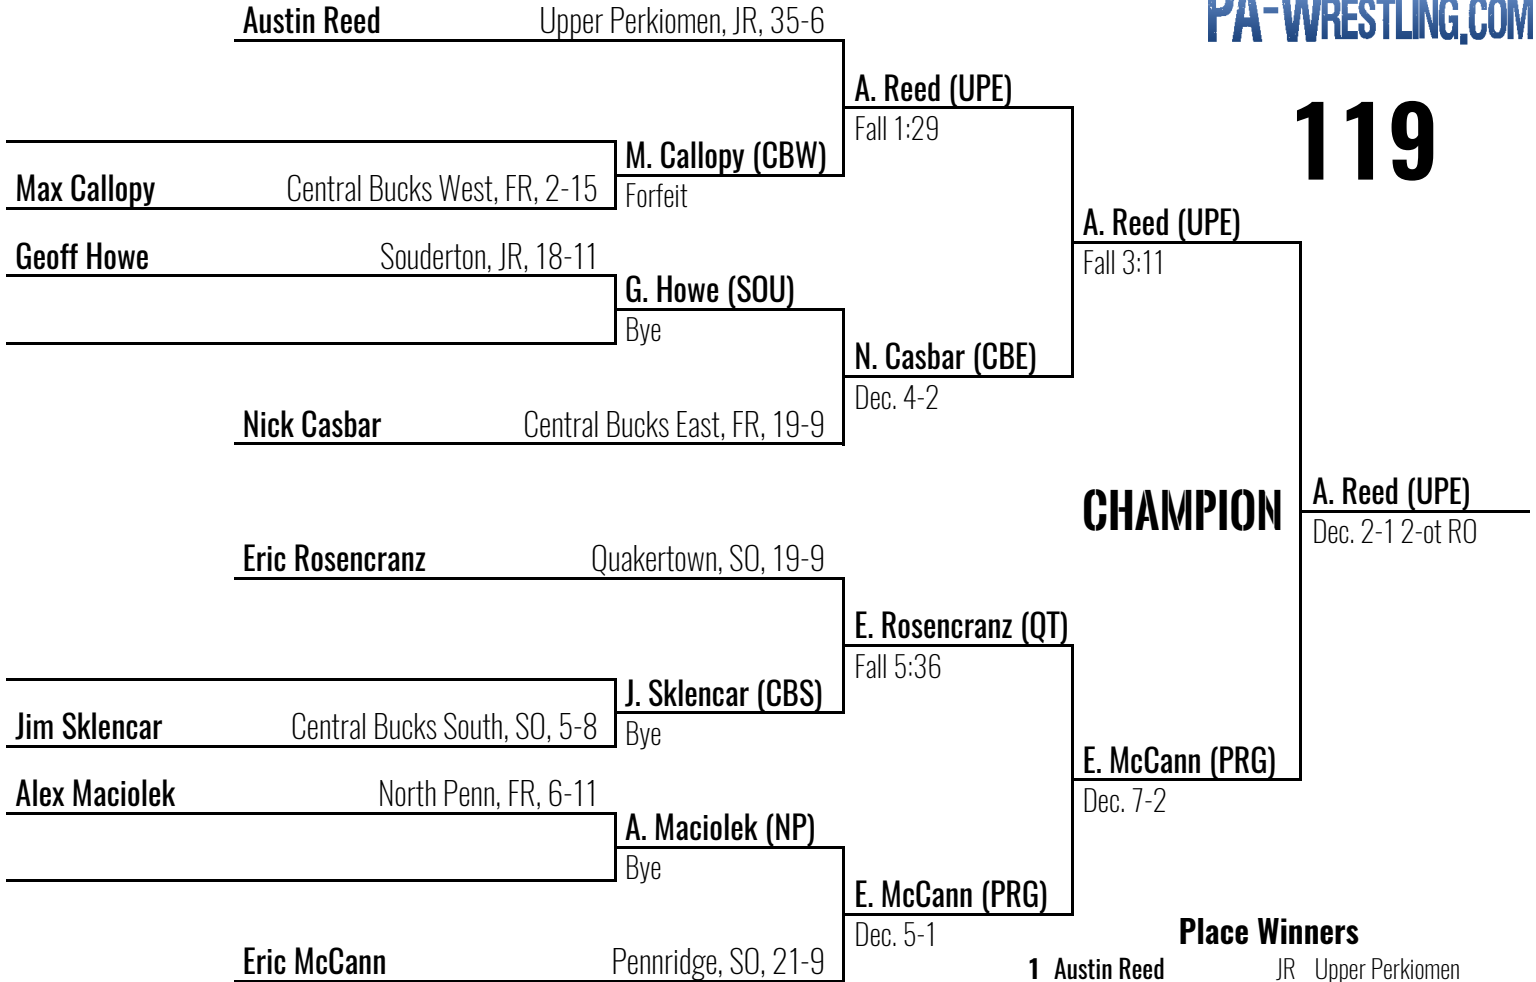 Austin Reed Upper Perkiomen, JR, 35-6
PA-WRESTLING.COM
119
A. Reed (UPE)
Fall 1:29
M. Callopy (CBW)
Forfeit
Max Callopy Central Bucks West, FR, 2-15
A. Reed (UPE)
Fall 3:11
Geoff Howe Souderton, JR, 18-11
G. Howe (SOU)
Bye
N. Casbar (CBE)
Dec. 4-2
Nick Casbar Central Bucks East, FR, 19-9
CHAMPION
A. Reed (UPE)
Dec. 2-1 2-ot RO
Eric Rosencranz Quakertown, SO, 19-9
E. Rosencranz (QT)
Fall 5:36
J. Sklencar (CBS)
Bye
Jim Sklencar Central Bucks South, SO, 5-8
E. McCann (PRG)
Dec. 7-2
Alex Maciolek North Penn, FR, 6-11
A. Maciolek (NP)
Bye
E. McCann (PRG)
Dec. 5-1
Eric McCann Pennridge, SO, 21-9
Place Winners
1 Austin Reed JR Upper Perkiomen